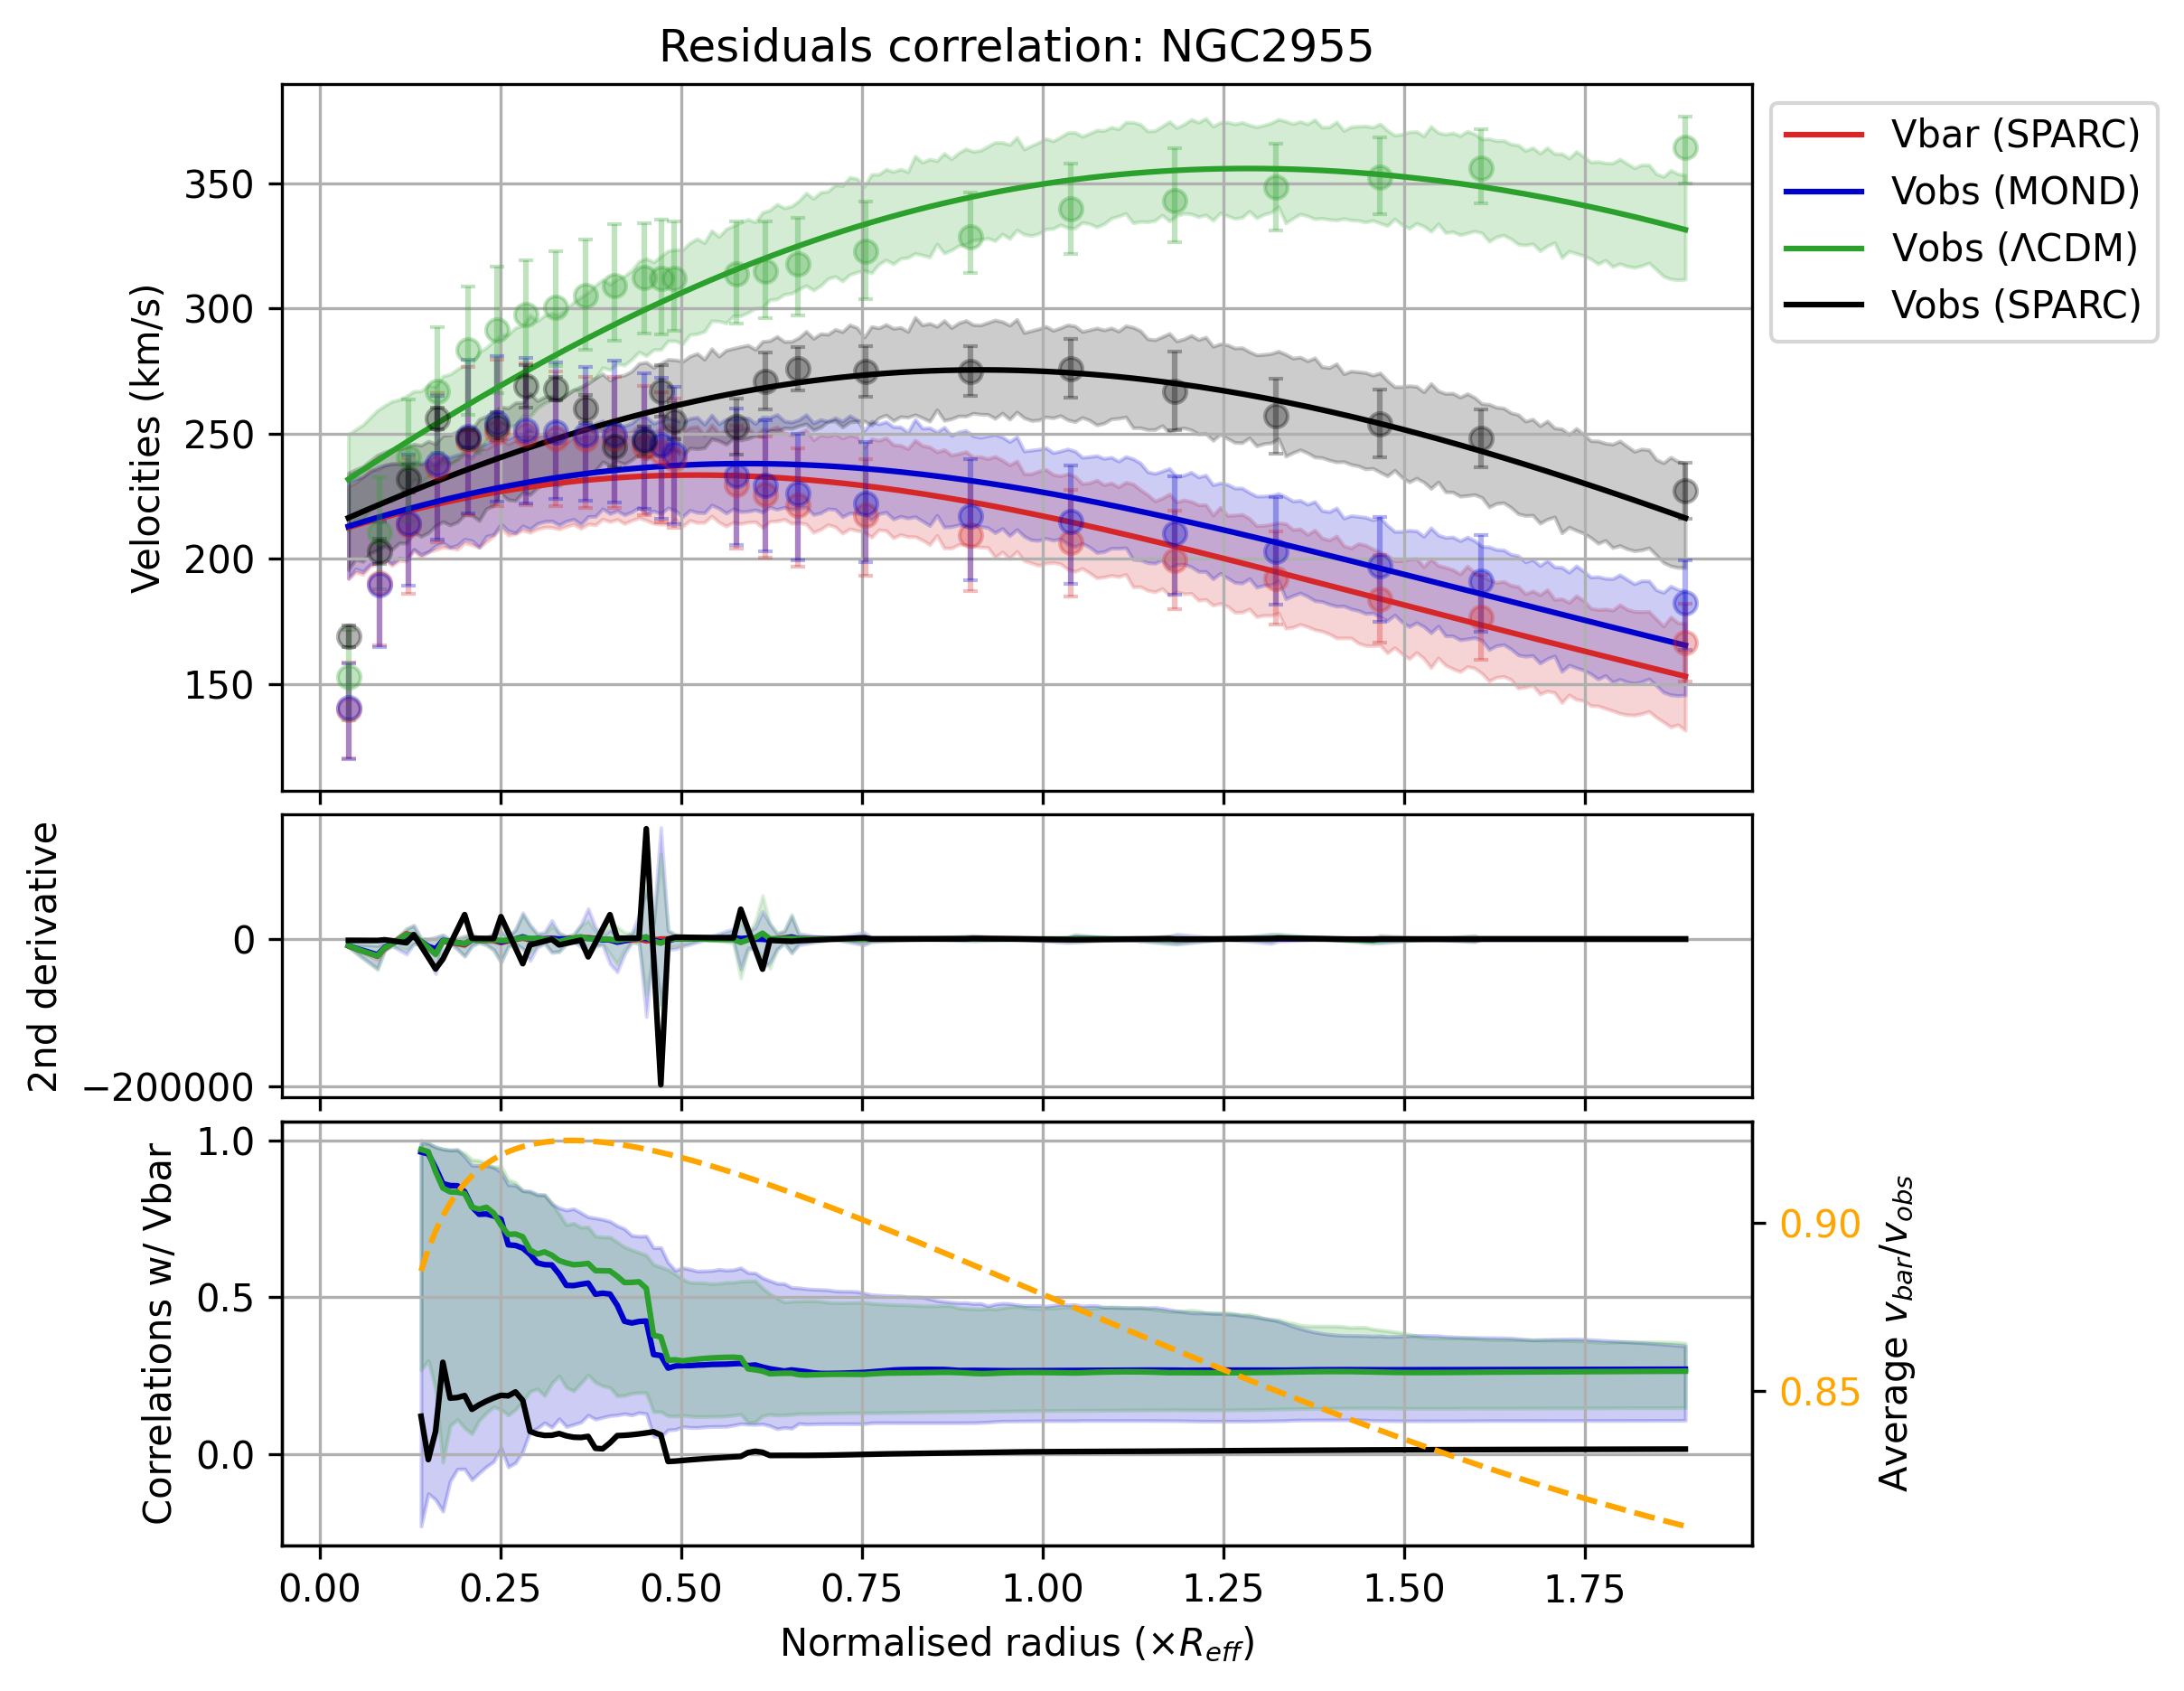 Residuals correlation: NGC2955
Velocities (km/s)
350
300
250
200
150
Vbar (SPARC)
Vobs (MOND)
Vobs (ΛCDM)
Vobs (SPARC)
2nd derivative
0
−200000
Correlations w/ Vbar
1.0
0.5
0.0
0.90
0.85
Average v_bar/v_obs
0.00 0.25 0.50 0.75 1.00 1.25 1.50 1.75
Normalised radius (×R_eff)